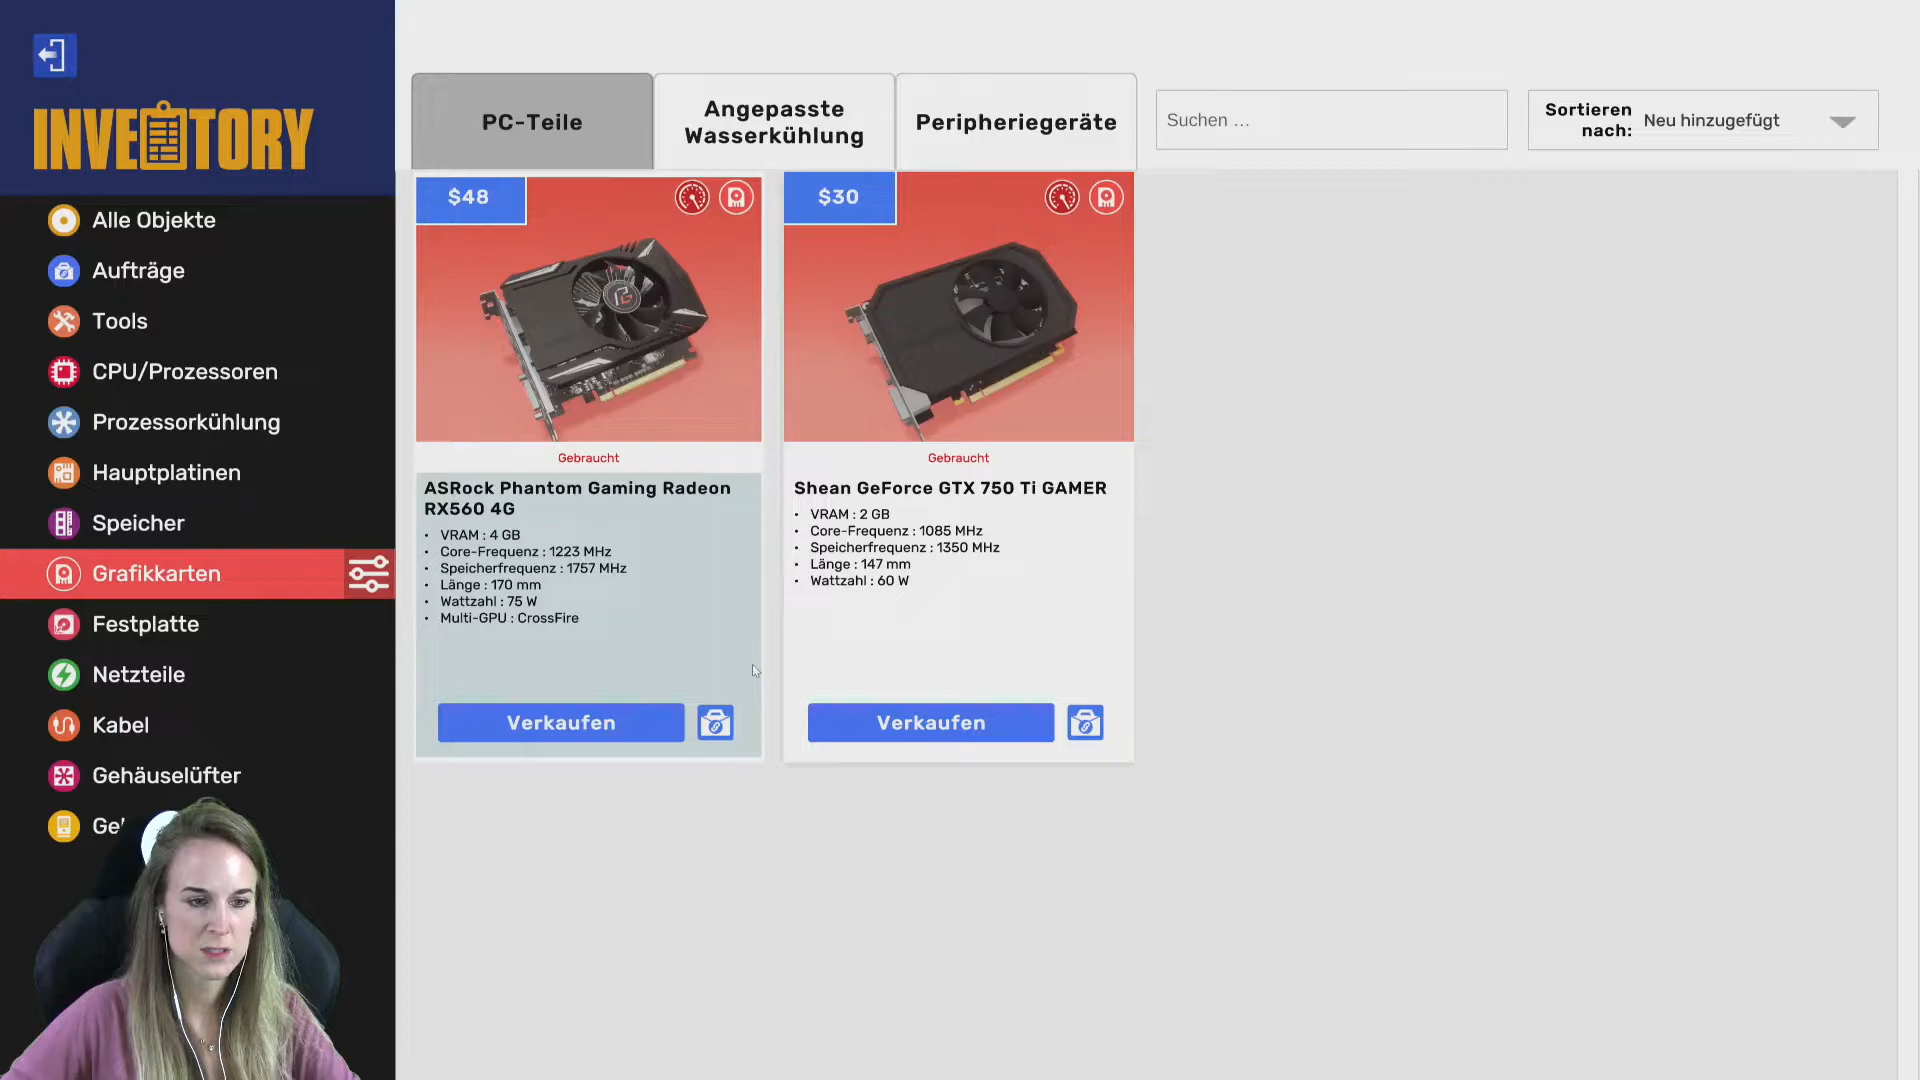 INVENTORY
Alle Objekte
Aufträge
Tools
CPU/Prozessoren
Prozessorkühlung
Hauptplatinen
Speicher
Grafikkarten
Festplatte
Netzteile
Kabel
Gehäuselüfter
PC-Teile
Angepasste
Wasserkühlung
Peripheriegeräte
Suchen ...
Sortieren
nach:
Neu hinzugefügt
$48
Gebraucht
ASRock Phantom Gaming Radeon
RX560 4G
• VRAM : 4 GB
• Core-Frequenz : 1223 MHz
• Speicherfrequenz : 1757 MHz
• Länge : 170 mm
• Wattzahl : 75 W
• Multi-GPU : CrossFire
Verkaufen
$30
Gebraucht
Shean GeForce GTX 750 Ti GAMER
• VRAM : 2 GB
• Core-Frequenz : 1085 MHz
• Speicherfrequenz : 1350 MHz
• Länge : 147 mm
• Wattzahl : 60 W
Verkaufen